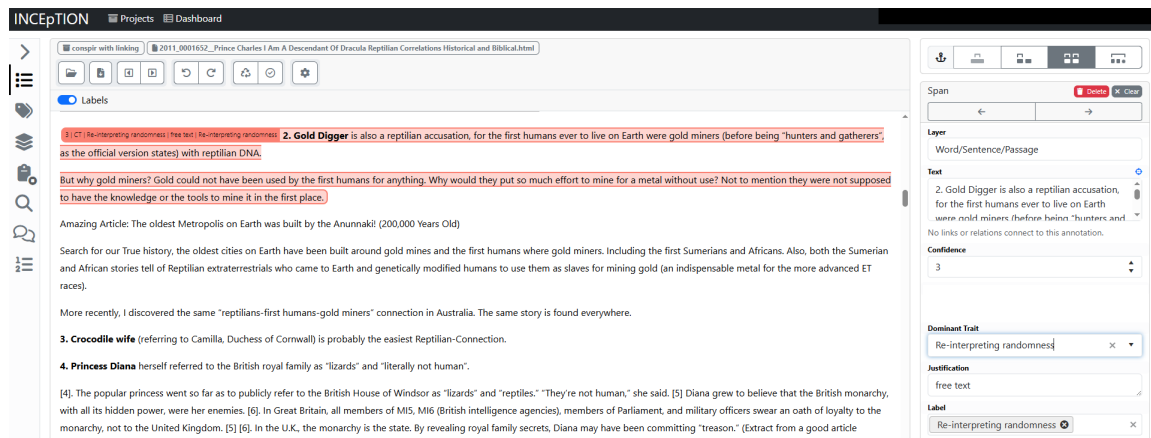 INCEpTION Projects Dashboard
conspir with linking 2011_0001652__Prince Charles I Am A Descendant Of Dracula Reptilian Correlations Historical and Biblical.html
Labels
3 | CT | Re-interpreting randomness | free text | Re-interpreting randomness 2. Gold Digger is also a reptilian accusation, for the first humans ever to live on Earth were gold miners (before being “hunters and gatherers”,
as the official version states) with reptilian DNA.
But why gold miners? Gold could not have been used by the first humans for anything. Why would they put so much effort to mine for a metal without use? Not to mention they were not supposed
to have the knowledge or the tools to mine it in the first place.
Amazing Article: The oldest Metropolis on Earth was built by the Anunnaki! (200,000 Years Old)
Search for our True history, the oldest cities on Earth have been built around gold mines and the first humans where gold miners. Including the first Sumerians and Africans. Also, both the Sumerian
and African stories tell of Reptilian extraterrestrials who came to Earth and genetically modified humans to use them as slaves for mining gold (an indispensable metal for the more advanced ET
races).
More recently, I discovered the same “reptilians-first humans-gold miners” connection in Australia. The same story is found everywhere.
3. Crocodile wife (referring to Camilla, Duchess of Cornwall) is probably the easiest Reptilian-Connection.
4. Princess Diana herself referred to the British royal family as “lizards” and “literally not human”.
[4]. The popular princess went so far as to publicly refer to the British House of Windsor as “lizards” and “reptiles.” “They're not human,” she said. [5] Diana grew to believe that the British monarchy,
with all its hidden power, were her enemies. [6]. In Great Britain, all members of MI5, MI6 (British intelligence agencies), members of Parliament, and military officers swear an oath of loyalty to the
monarchy, not to the United Kingdom. [5] [6]. In the U.K., the monarchy is the state. By revealing royal family secrets, Diana may have been committing “treason.” (Extract from a good article
Span Delete Clear
Layer
Word/Sentence/Passage
Text
2. Gold Digger is also a reptilian accusation,
for the first humans ever to live on Earth
were gold miners (before being “hunters and
No links or relations connect to this annotation.
Confidence
3
Dominant Trait
Re-interpreting randomness
Justification
free text
Label
Re-interpreting randomness